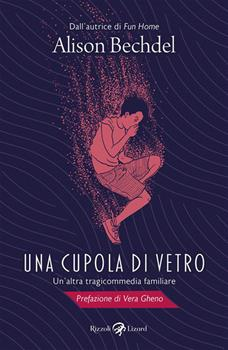 Dall'autrice di Fun Home
Alison Bechdel
UNA CUPOLA DI VETRO
Un'altra tragicommedia familiare
Prefazione di Vera Gheno
Rizzoli Lizard